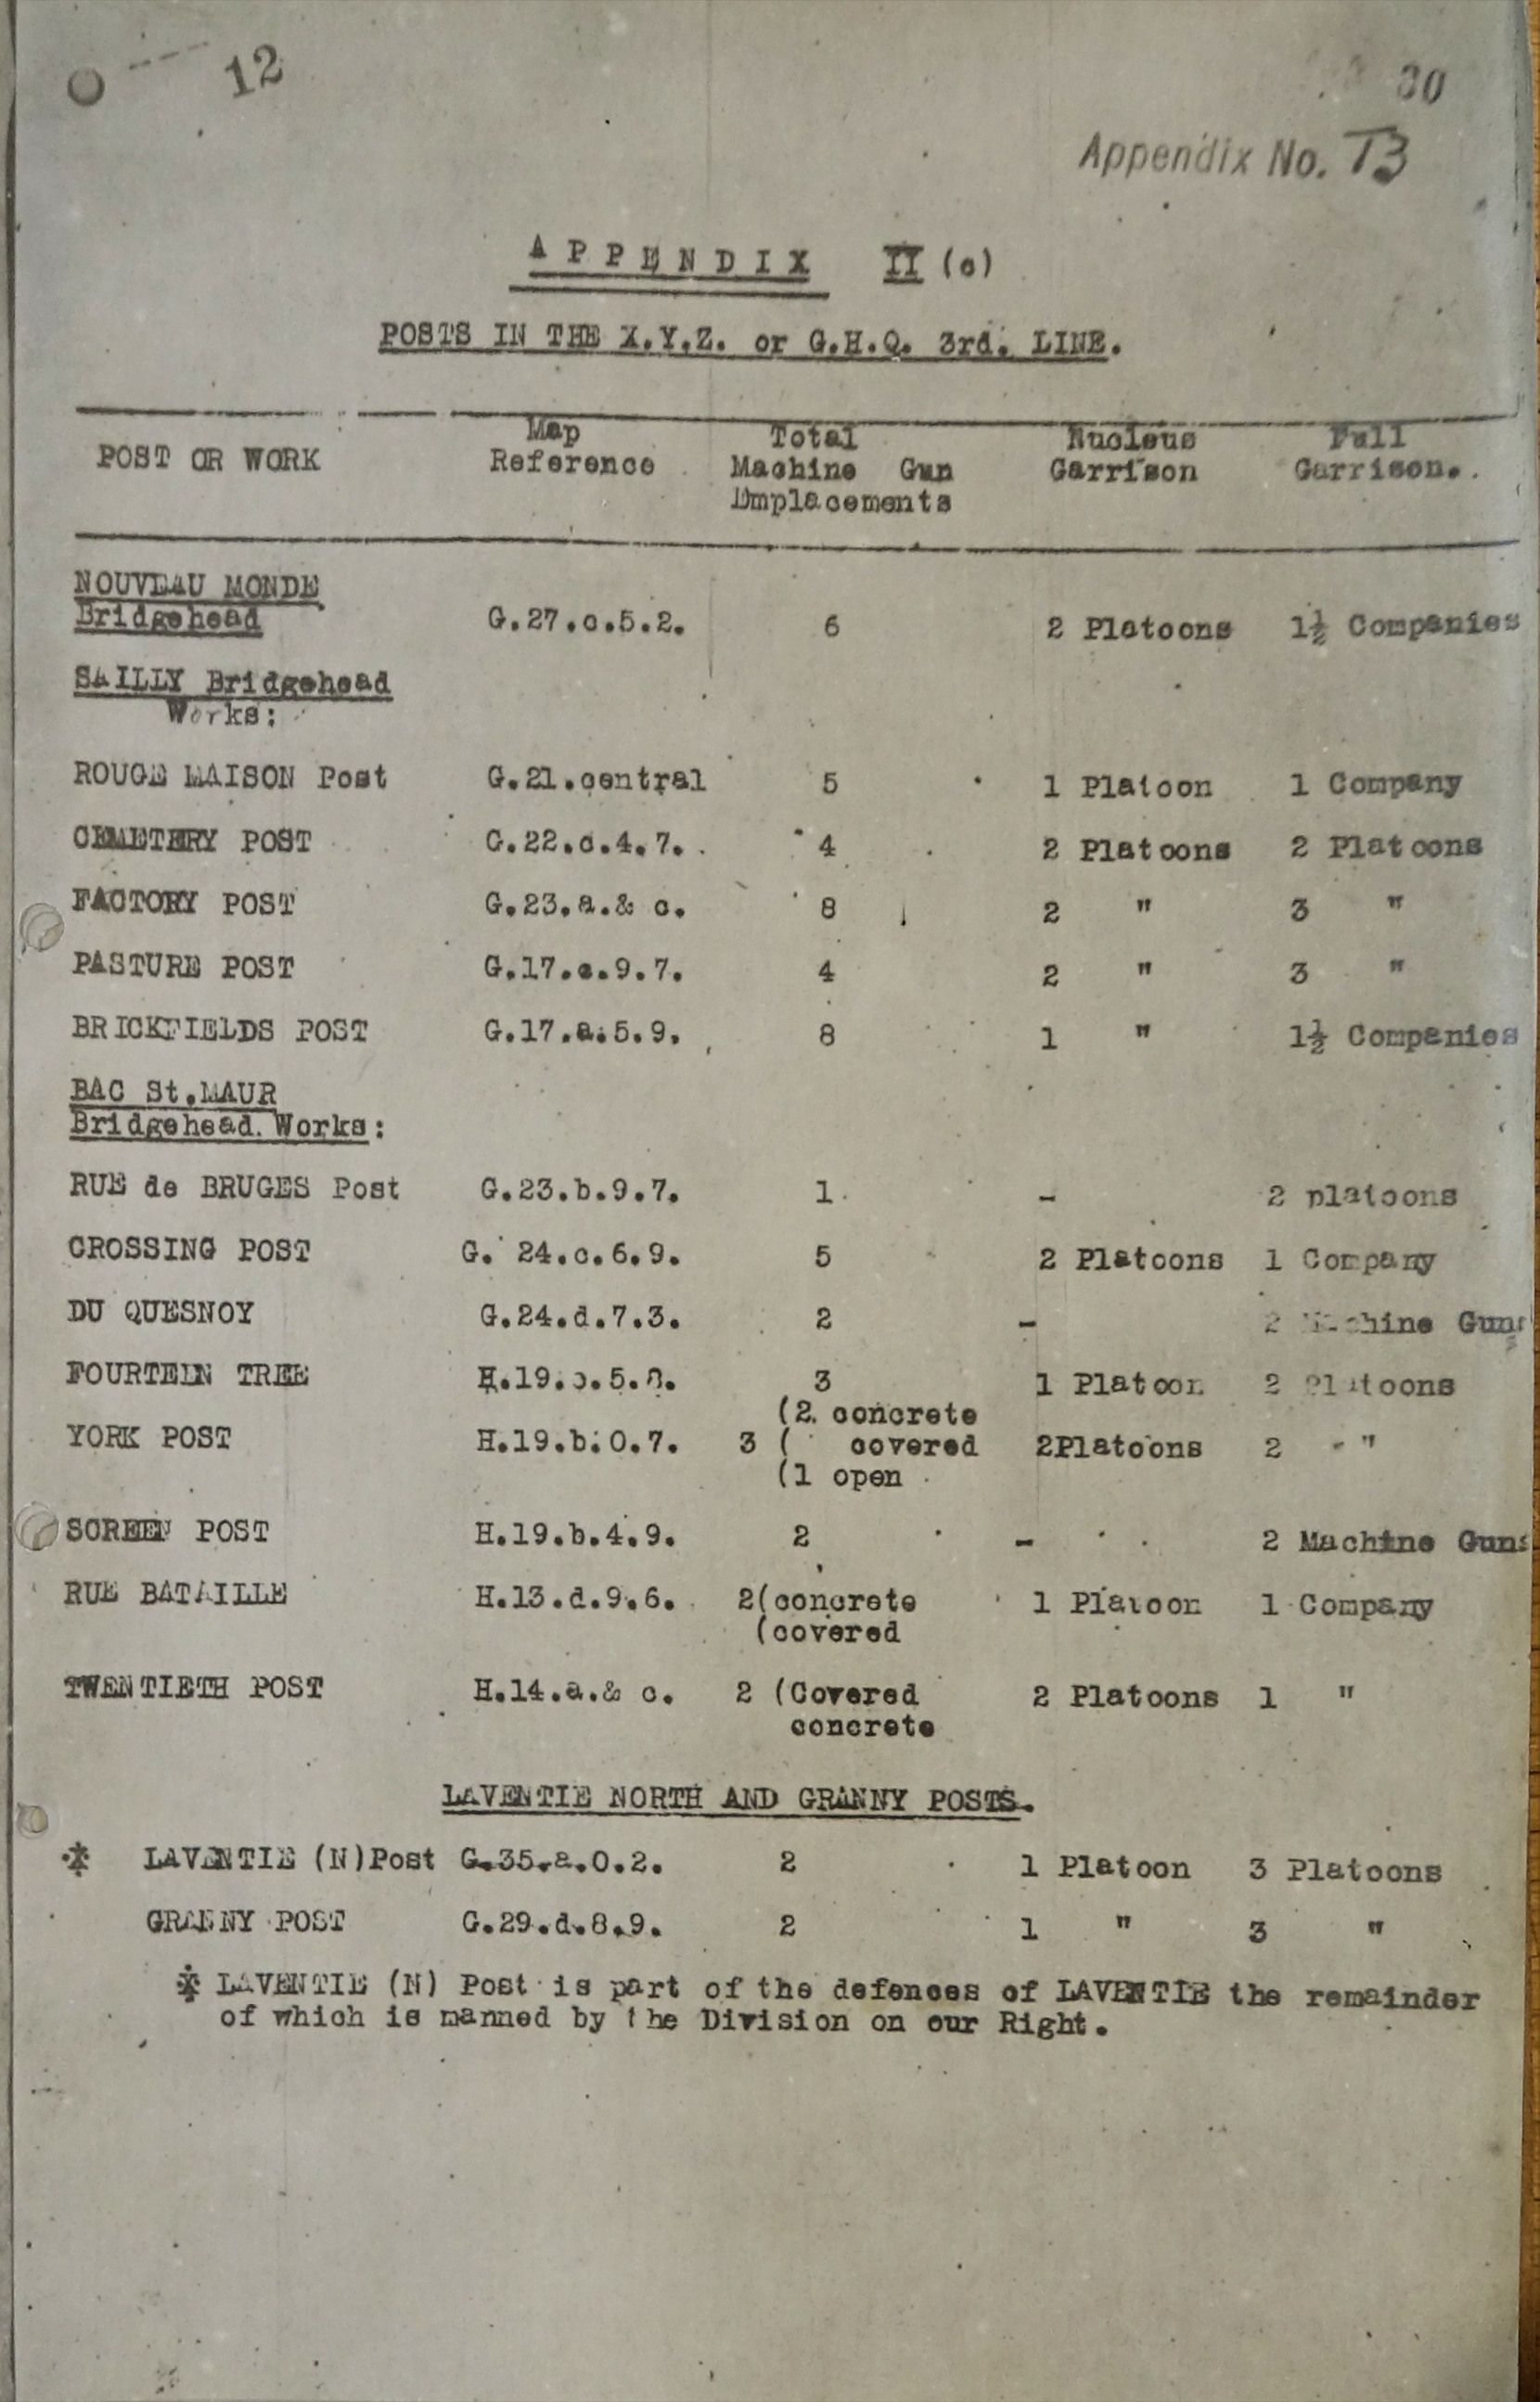 12
30
Appendix No. T3
APPENDIX II (c)
POSTS IN THE X.Y.Z. or G.H.Q. 3rd. LINE.
POST OR WORK Map Reference Total Machine Gun Emplacements Nucleus Garrison Full Garrison.
NOUVEAU MONDE
Bridgehead G.27.c.5.2. 6 2 Platoons 1½ Companies
SAILLY Bridgehead
Works:
ROUGE MAISON Post G.21.central 5 1 Platoon 1 Company
CEMETERY POST G.22.c.4.7. 4 2 Platoons 2 Platoons
FACTORY POST G.23.a.& c. 8 2 " 3 "
PASTURE POST G.17.c.9.7. 4 2 " 3 "
BRICKFIELDS POST G.17.a.5.9. 8 1 " 1½ Companies
BAC St.MAUR
Bridgehead Works:
RUE de BRUGES Post G.23.b.9.7. 1 - 2 platoons
CROSSING POST G. 24.c.6.9. 5 2 Platoons 1 Company
DU QUESNOY G.24.d.7.3. 2 - 2 Machine Guns
FOURTEEN TREE 3 1 Platoon 2 Platoons
(2 concrete
YORK POST H.19.b.0.7. 3 ( covered 2Platoons 2 "
(1 open
SCREEN POST H.19.b.4.9. 2 - 2 Machine Guns
RUE BATAILLE H.13.d.9.6. 2(concrete 1 Platoon 1 Company
(covered
TWENTIETH POST H.14.a.& c. 2 (Covered 2 Platoons 1 "
concrete
LAVENTIE NORTH AND GRANNY POSTS.
* LAVENTIE (N)Post G.35.a.0.2. 2 1 Platoon 3 Platoons
GRANNY POST G.29.d.8.9. 2 1 " 3 "
* LAVENTIE (N) Post is part of the defences of LAVENTIE the remainder
of which is manned by the Division on our Right.